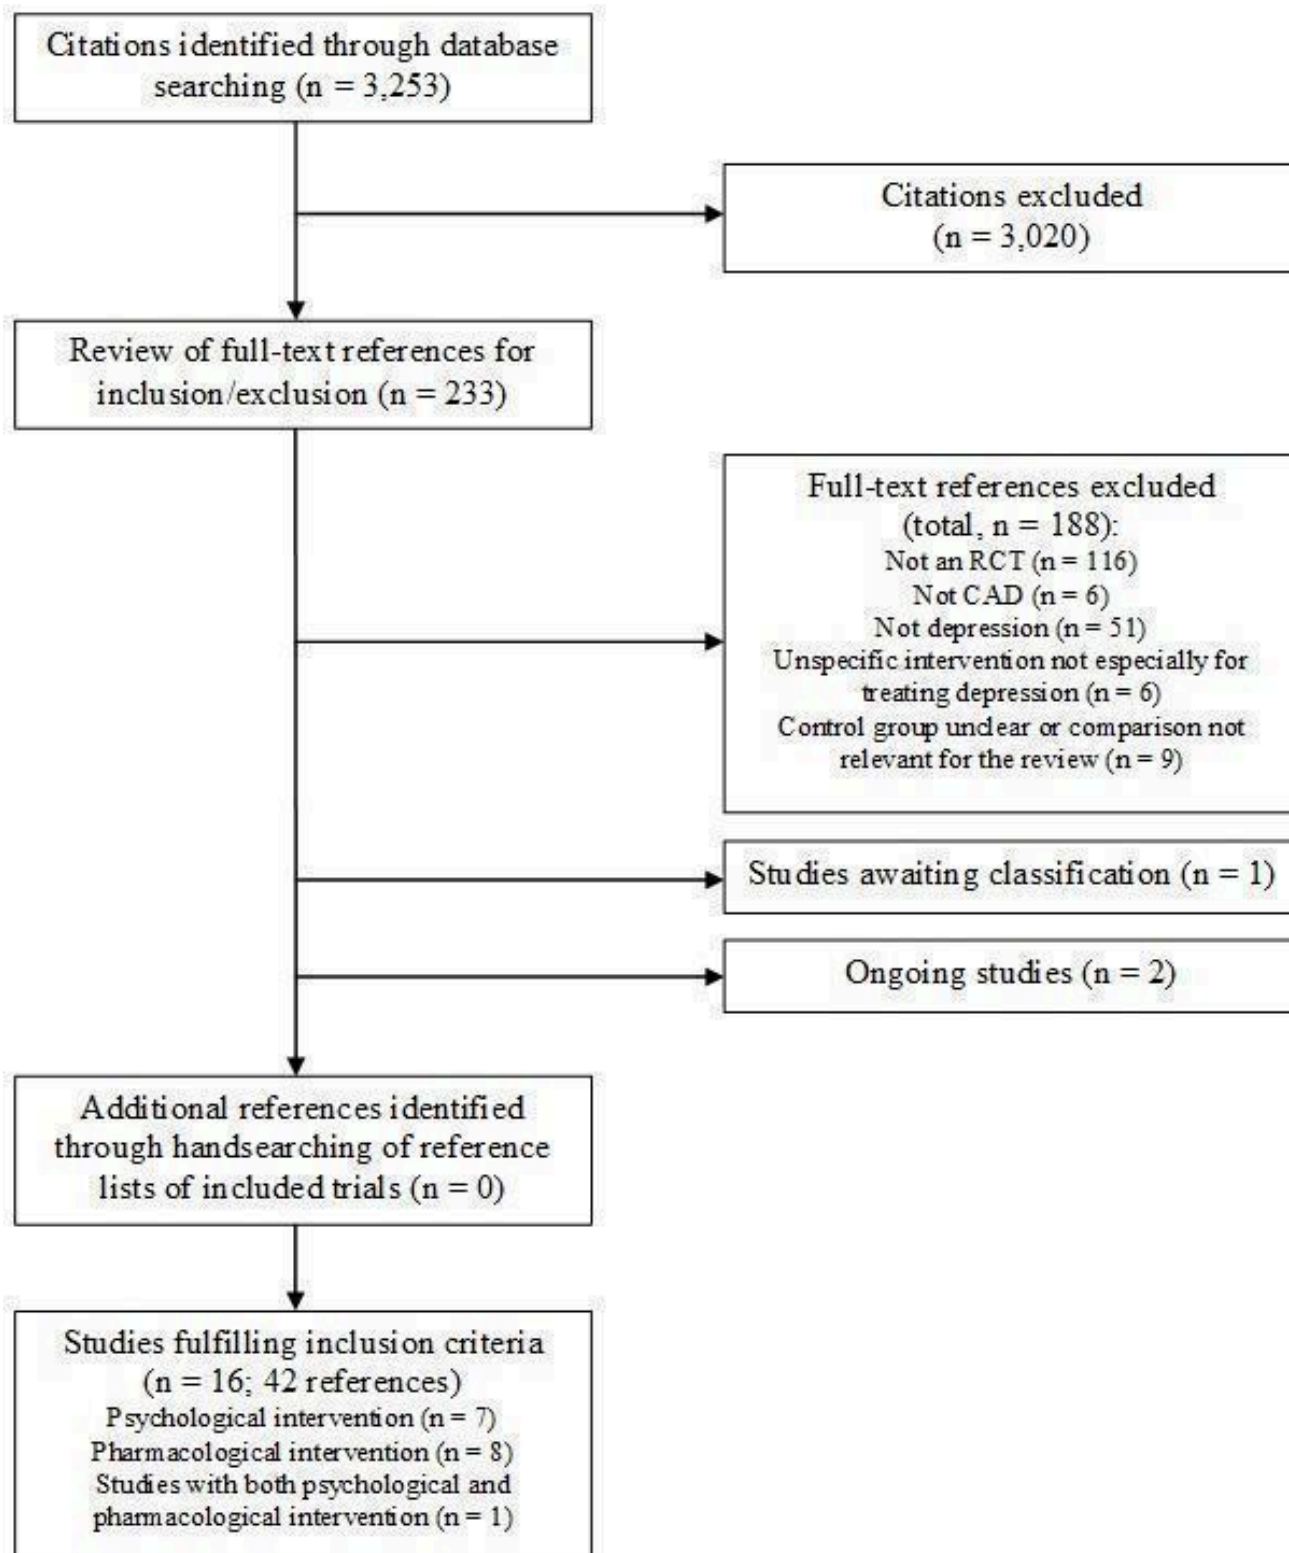 Citations identified through database
searching (n = 3,253)
Citations excluded
(n = 3,020)
Review of full-text references for
inclusion/exclusion (n = 233)
Full-text references excluded
(total, n = 188):
Not an RCT (n = 116)
Not CAD (n = 6)
Not depression (n = 51)
Unspecific intervention not especially for
treating depression (n = 6)
Control group unclear or comparison not
relevant for the review (n = 9)
Studies awaiting classification (n = 1)
Ongoing studies (n = 2)
Additional references identified
through handsearching of reference
lists of included trials (n = 0)
Studies fulfilling inclusion criteria
(n = 16; 42 references)
Psychological intervention (n = 7)
Pharmacological intervention (n = 8)
Studies with both psychological and
pharmacological intervention (n = 1)